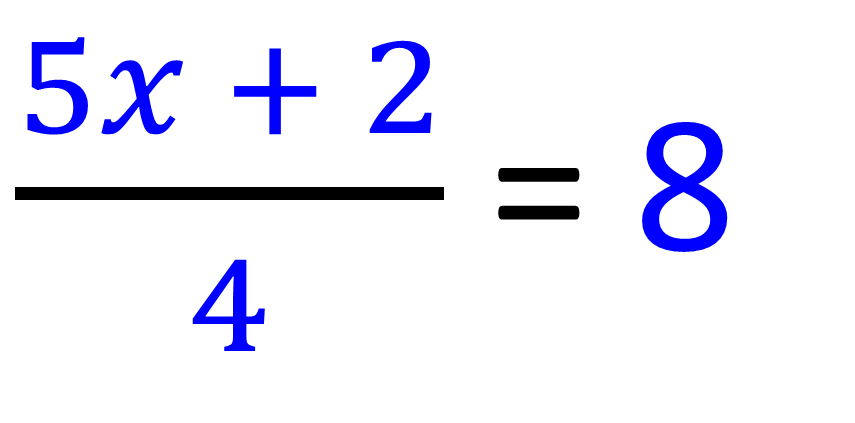 5x + 2
4
= 8